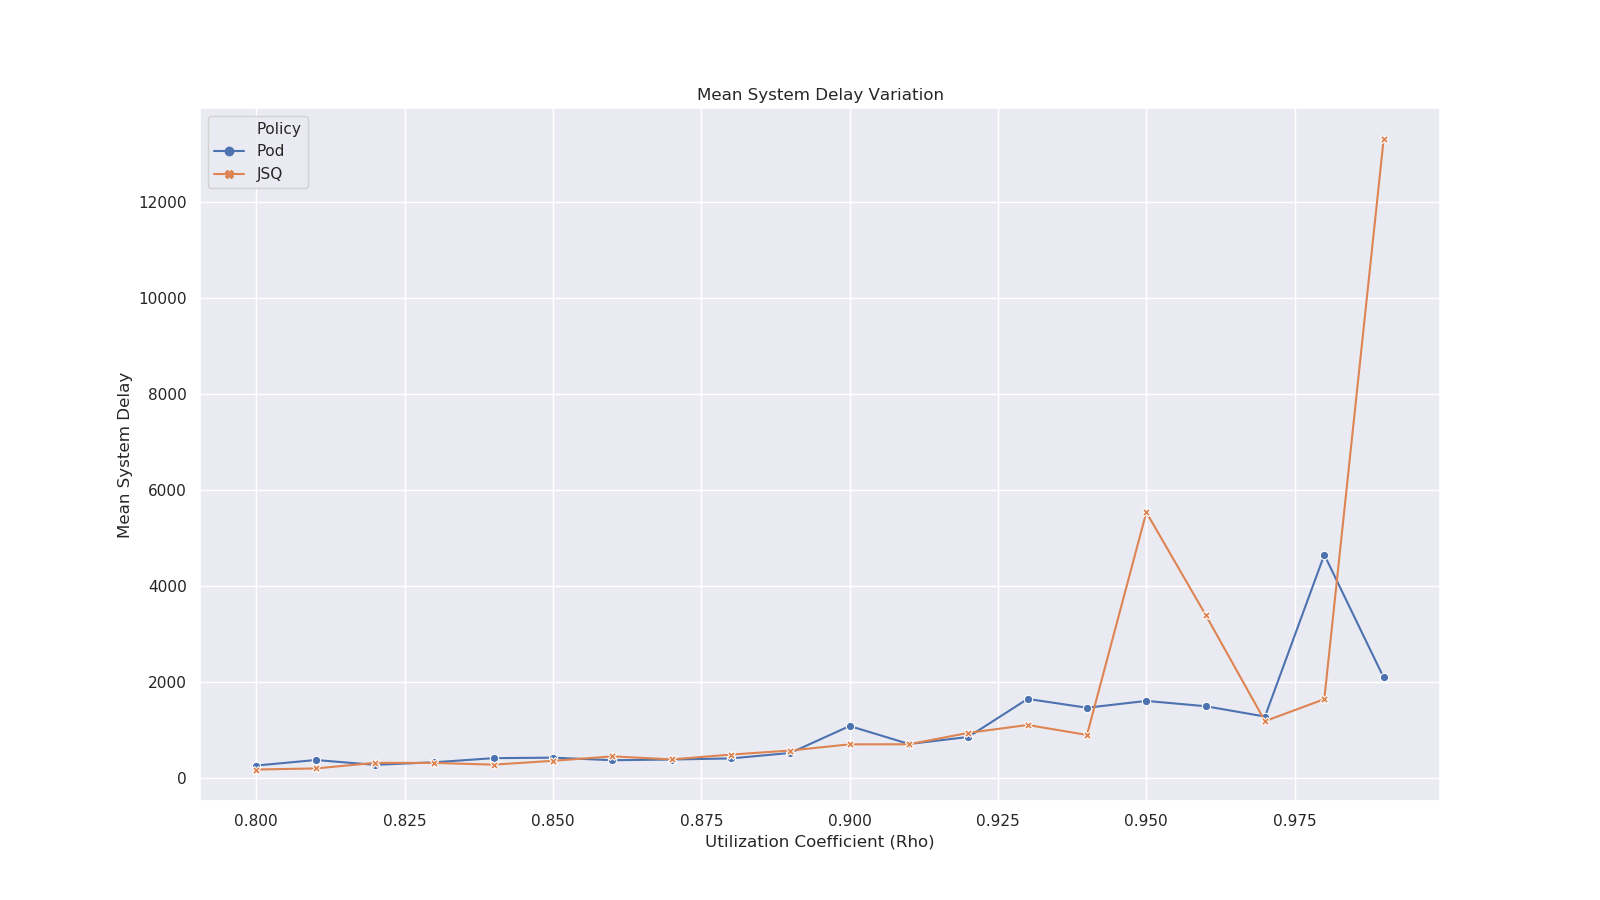 Mean System Delay Variation
Policy
Pod
JSQ
12000
10000
8000
6000
4000
2000
0
Mean System Delay
0.800 0.825 0.850 0.875 0.900 0.925 0.950 0.975
Utilization Coefficient (Rho)